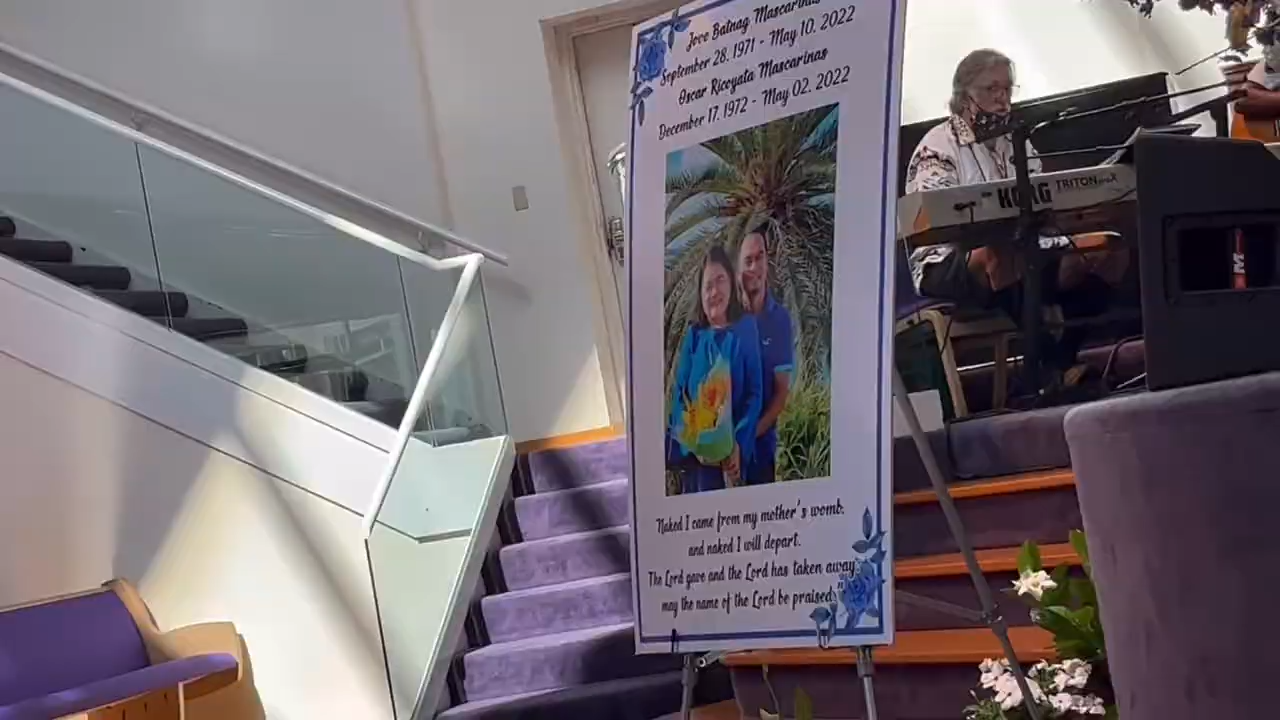 Jove Batnag Mascarinas
September 28. 1971 - May 10, 2022
Oscar Ricoyata Mascarinas
December 17. 1972 - May 02. 2022
Naked I came from my mother's womb.
and naked I will depart.
The Lord gave and the Lord has taken away.
may the name of the Lord be praised."
KORG TRITON
M